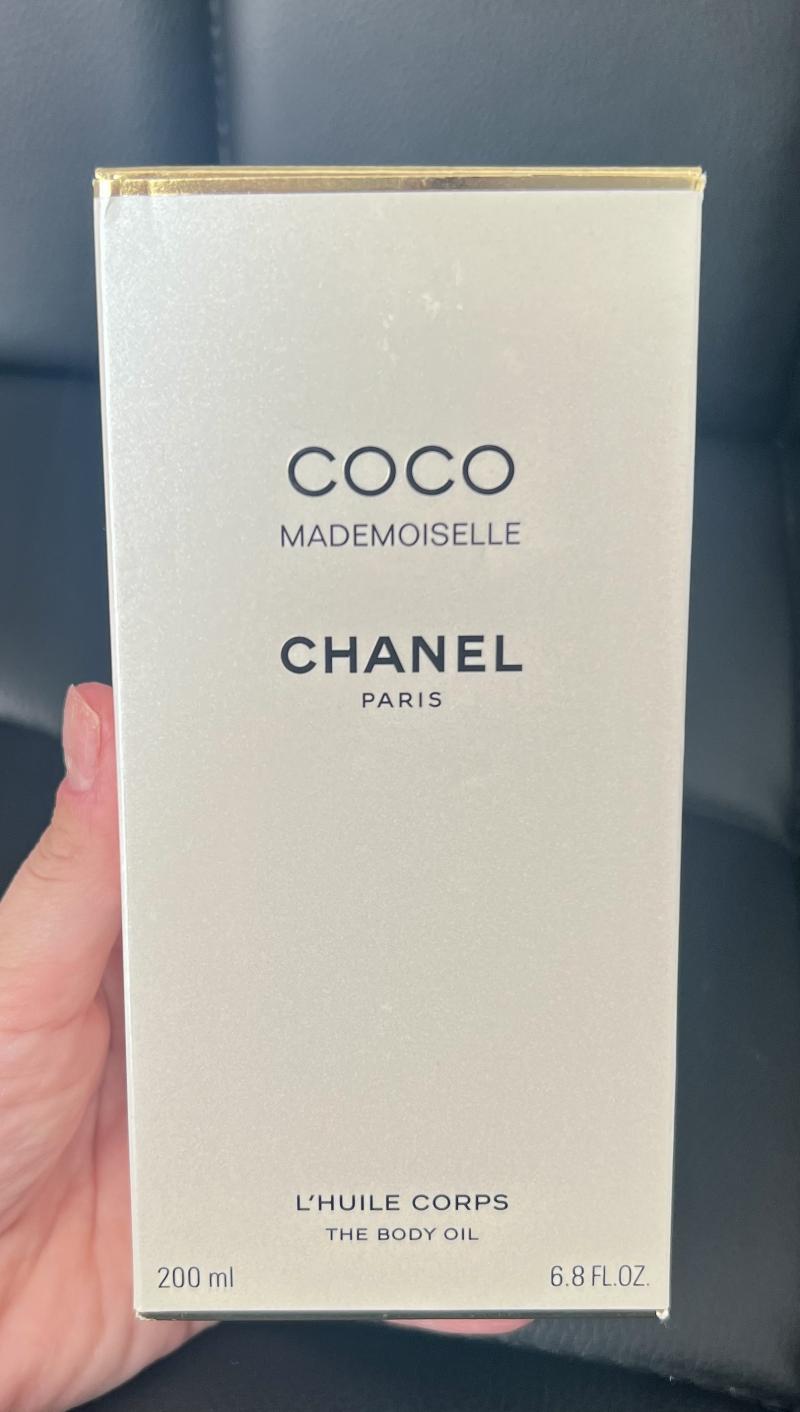 COCO
MADEMOISELLE
CHANEL
PARIS
L'HUILE CORPS
THE BODY OIL
200 ml 6.8 FL.OZ.